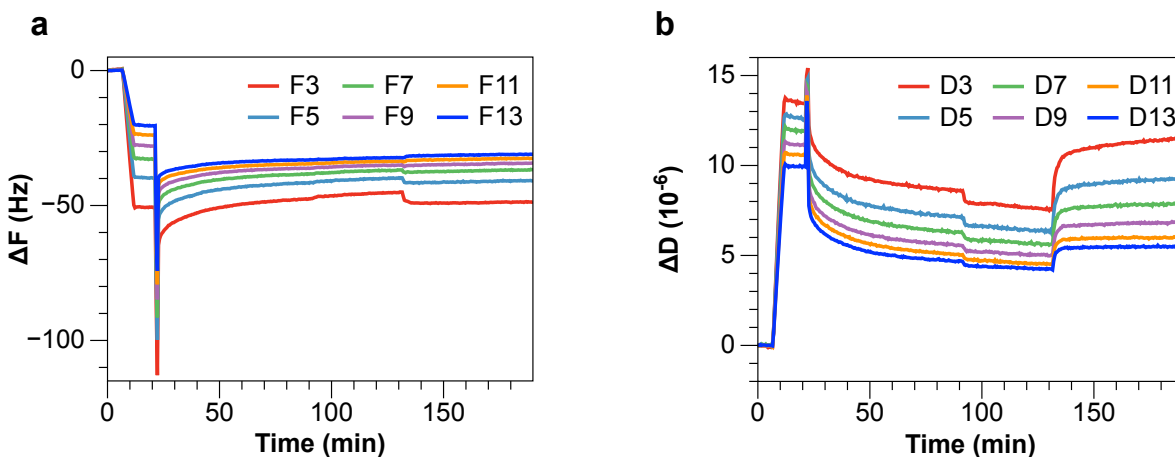 a
0
−50
−100
ΔF (Hz)
F3 F7 F11
F5 F9 F13
0 50 100 150
Time (min)
b
15
10
5
0
ΔD (10-6)
D3 D7 D11
D5 D9 D13
0 50 100 150
Time (min)